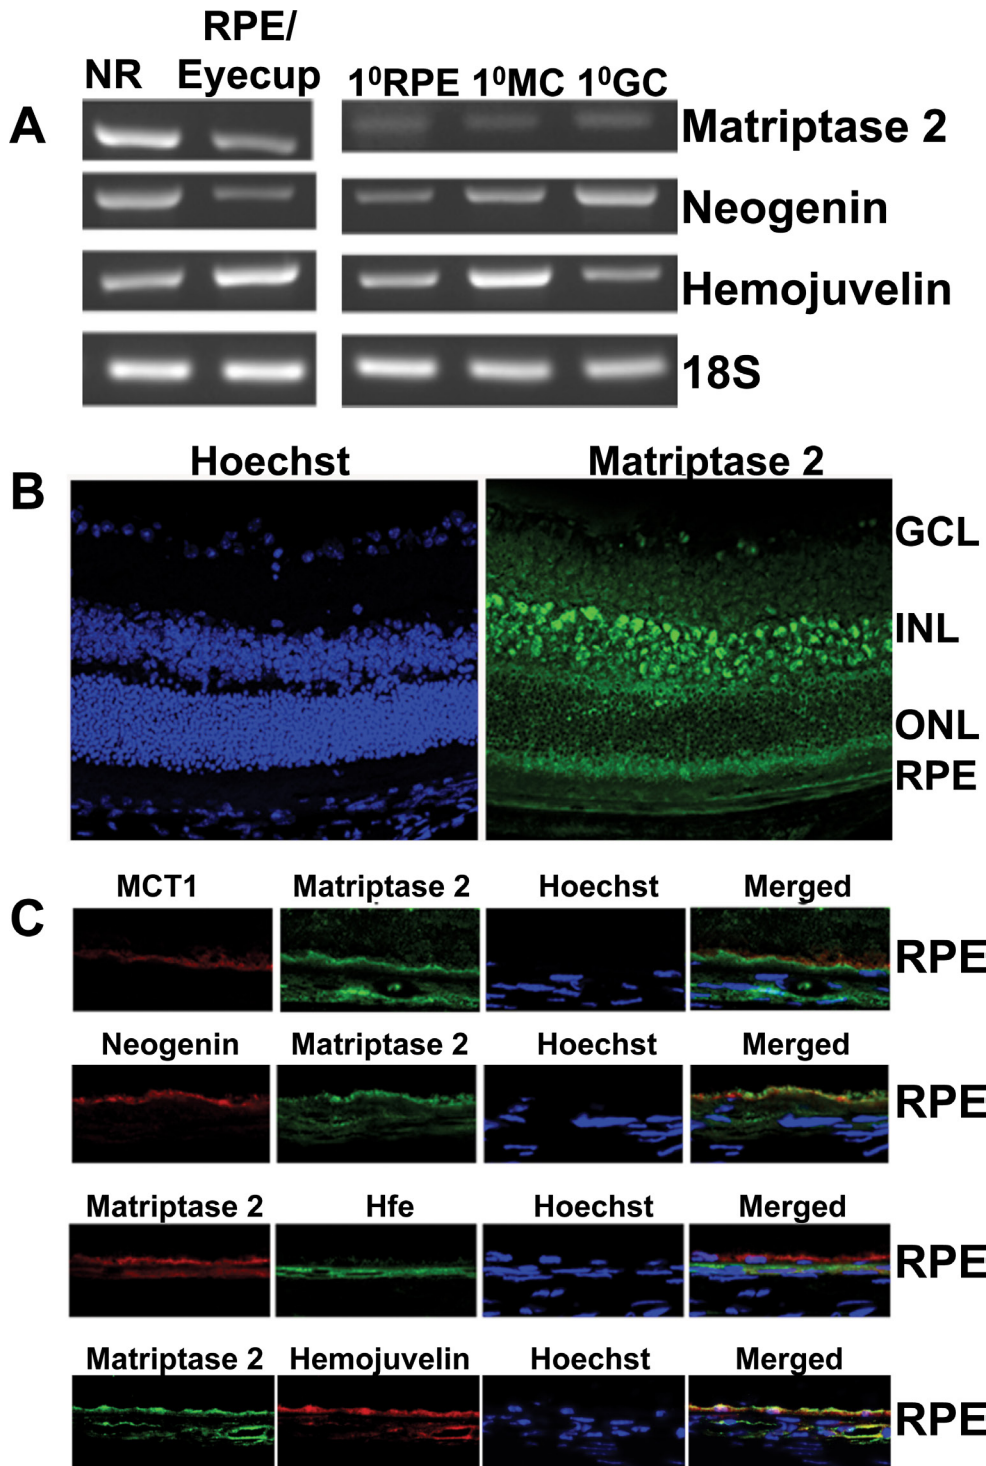 RPE/
NR Eyecup
1⁰RPE 1⁰MC 1⁰GC
A
Matriptase 2
Neogenin
Hemojuvelin
18S
B
Hoechst Matriptase 2
GCL
INL
ONL
RPE
C
MCT1 Matriptase 2 Hoechst Merged
RPE
Neogenin Matriptase 2 Hoechst Merged
RPE
Matriptase 2 Hfe Hoechst Merged
RPE
Matriptase 2 Hemojuvelin Hoechst Merged
RPE